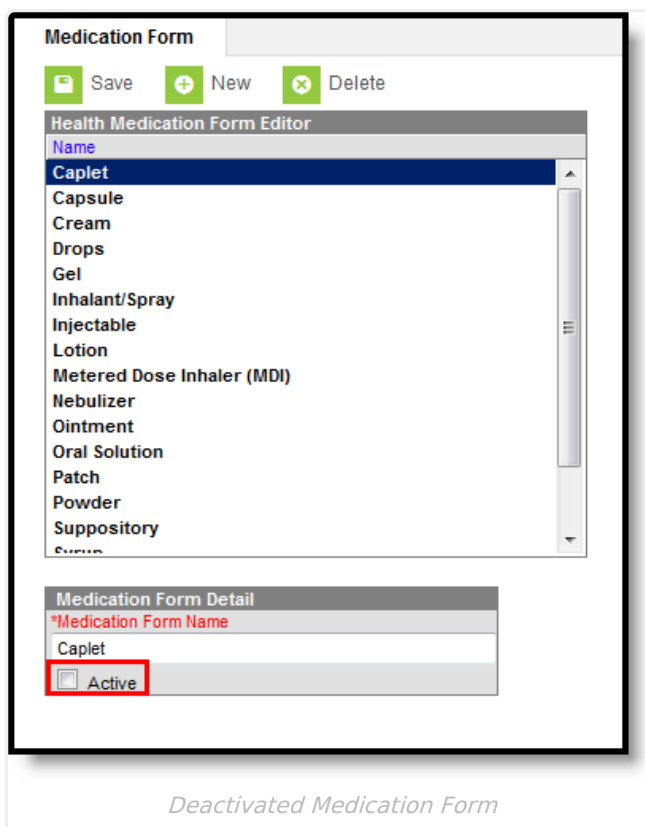 Medication Form
Save New Delete
Health Medication Form Editor
Name
Caplet
Capsule
Cream
Drops
Gel
Inhalant/Spray
Injectable
Lotion
Metered Dose Inhaler (MDI)
Nebulizer
Ointment
Oral Solution
Patch
Powder
Suppository
Syrup
Medication Form Detail
*Medication Form Name
Caplet
Active
Deactivated Medication Form